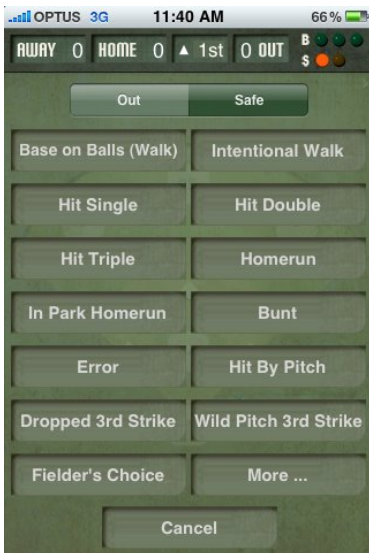 OPTUS 3G 11:40 AM 66%
AWAY 0 HOME 0 ▲ 1st 0 OUT B
S
Out Safe
Base on Balls (Walk) Intentional Walk
Hit Single Hit Double
Hit Triple Homerun
In Park Homerun Bunt
Error Hit By Pitch
Dropped 3rd Strike Wild Pitch 3rd Strike
Fielder's Choice More ...
Cancel